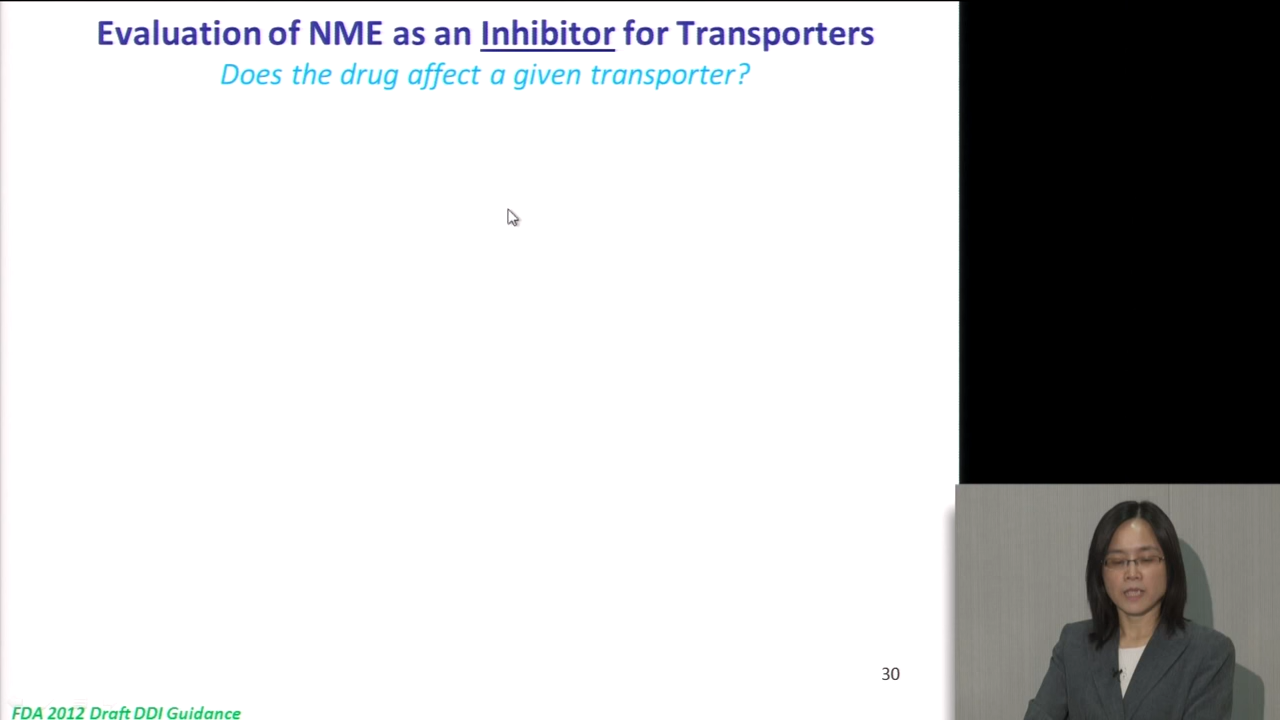 Evaluation of NME as an Inhibitor for Transporters
Does the drug affect a given transporter?
30
FDA 2012 Draft DDI Guidance